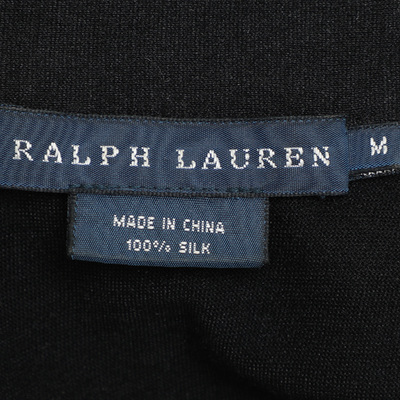 RALPH LAUREN M
MADE IN CHINA
100% SILK